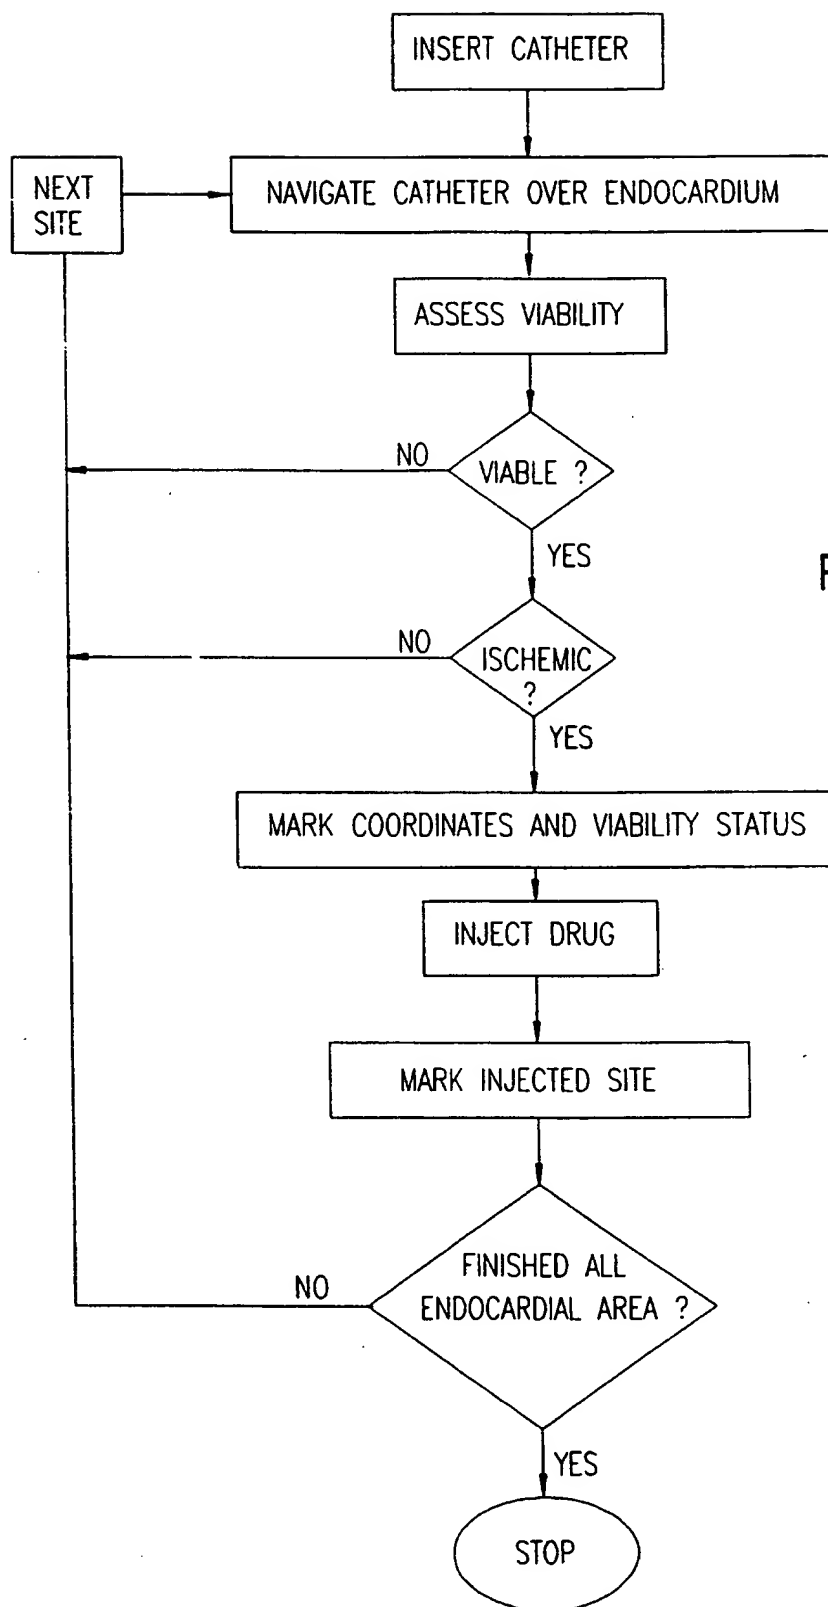 INSERT CATHETER
NEXT
SITE
NAVIGATE CATHETER OVER ENDOCARDIUM
ASSESS VIABILITY
NO
VIABLE ?
YES
NO
ISCHEMIC
?
YES
MARK COORDINATES AND VIABILITY STATUS
INJECT DRUG
MARK INJECTED SITE
NO
FINISHED ALL
ENDOCARDIAL AREA ?
YES
STOP